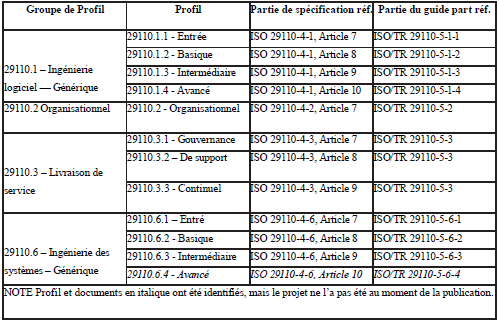 Groupe de Profil Profil Partie de spécification réf. Partie du guide part réf.
29110.1 – Ingénierie logiciel — Générique
29110.1.1 - Entrée ISO 29110-4-1, Article 7 ISO/TR 29110-5-1-1
29110.1.2 - Basique ISO 29110-4-1, Article 8 ISO/TR 29110-5-1-2
29110.1.3 - Intermédiaire ISO 29110-4-1, Article 9 ISO/TR 29110-5-1-3
29110.1.4 - Avancé ISO 29110-4-1, Article 10 ISO/TR 29110-5-1-4
29110.2 Organisationnel 29110.2 - Organisationnel ISO 29110-4-2, Article 7 ISO/TR 29110-5-2
29110.3 – Livraison de service
29110.3.1 - Gouvernance ISO 29110-4-3, Article 7 ISO/TR 29110-5-3
29110.3.2 – De support ISO 29110-4-3, Article 8 ISO/TR 29110-5-3
29110.3.3 - Continuel ISO 29110-4-3, Article 9 ISO/TR 29110-5-3
29110.6 – Ingénierie des systèmes – Générique
29110.6.1 – Entré ISO 29110-4-6, Article 7 ISO/TR 29110-5-6-1
29110.6.2 - Basique ISO 29110-4-6, Article 8 ISO/TR 29110-5-6-2
29110.6.3 - Intermédiaire ISO 29110-4-6, Article 9 ISO/TR 29110-5-6-3
29110.6.4 - Avancé ISO 29110-4-6, Article 10 ISO/TR 29110-5-6-4
NOTE Profil et documents en italique ont été identifiés, mais le projet ne l’a pas été au moment de la publication.